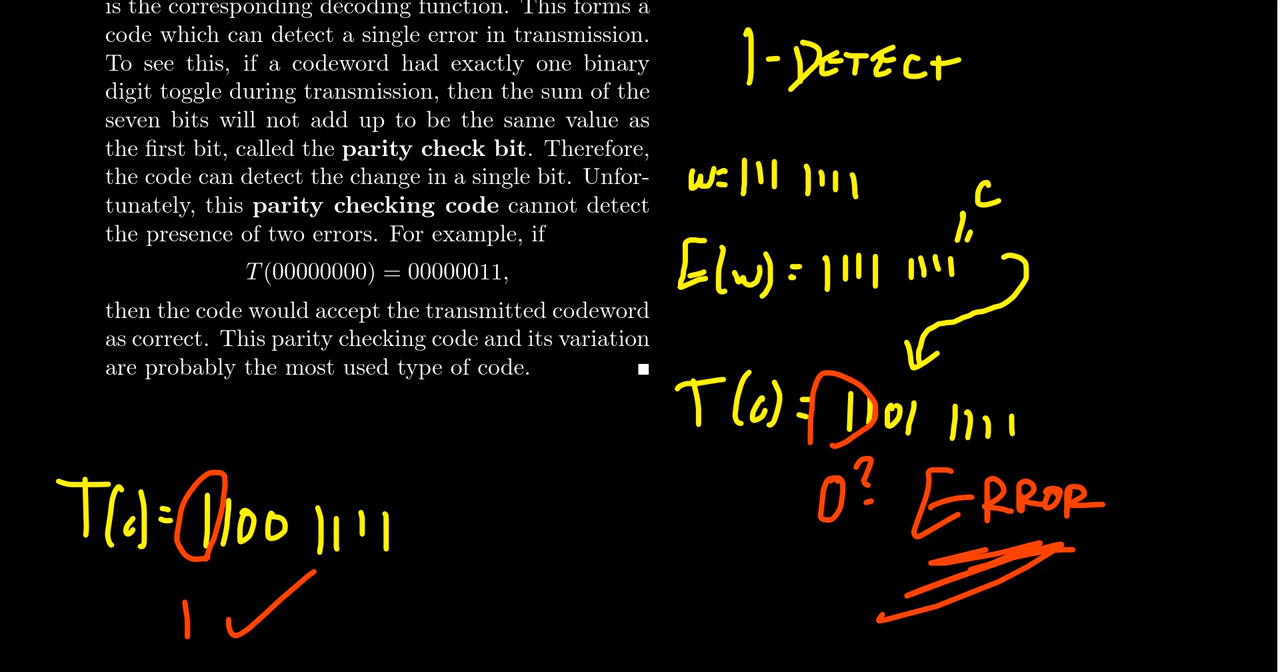 is the corresponding decoding function. This forms a
code which can detect a single error in transmission.
To see this, if a codeword had exactly one binary
digit toggle during transmission, then the sum of the
seven bits will not add up to be the same value as
the first bit, called the parity check bit. Therefore,
the code can detect the change in a single bit. Unfor-
tunately, this parity checking code cannot detect
the presence of two errors. For example, if
T(00000000) = 00000011,
then the code would accept the transmitted codeword
as correct. This parity checking code and its variation
are probably the most used type of code. ■
1-DETECT
w=111 1111
C
E(w) = 1111 1111
T(c) = 1101 1111
0? ERROR
T(c) = 1100 1111
1 ✓